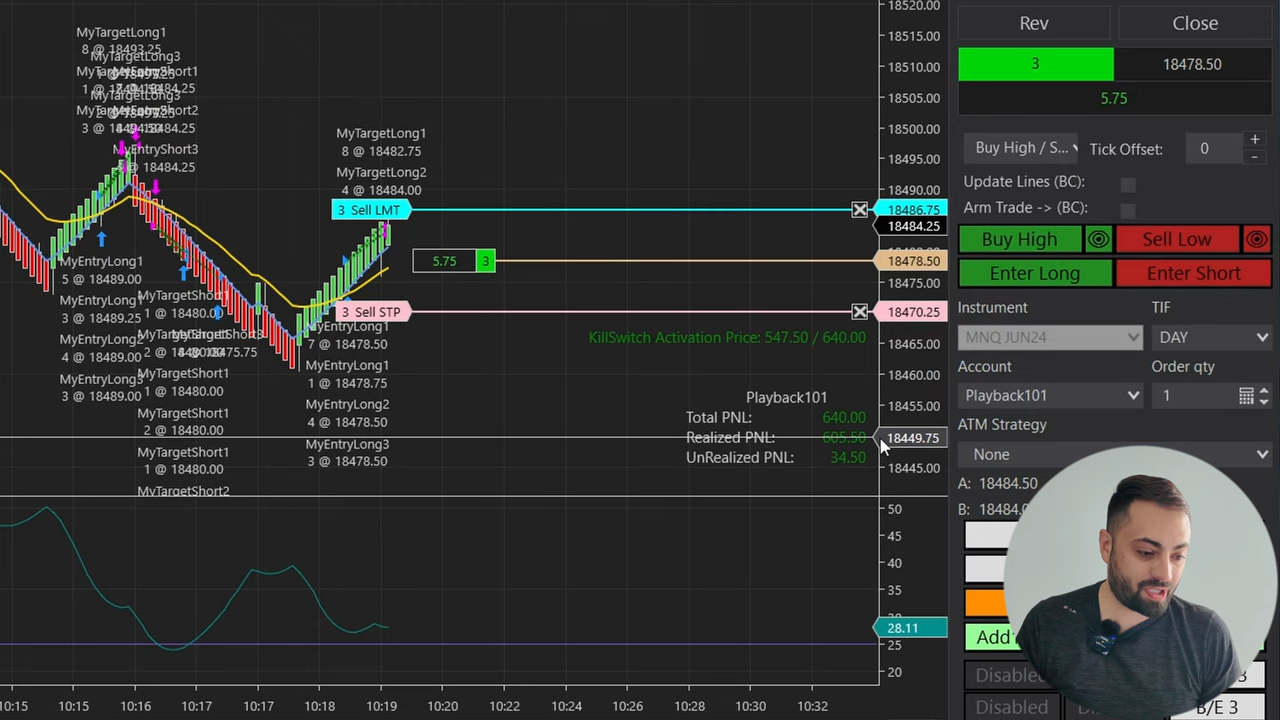 MyTargetLong1
8 @ 18493.25
MyTargetLong3
MyTargetLong3
MyEntryShort2
MyEntryShort3
MyTargetLong1
8 @ 18482.75
MyTargetLong2
4 @ 18484.00
3 Sell LMT
5.75
3
3 Sell STP
MyEntryLong1
5 @ 18489.00
MyEntryLong1
3 @ 18489.25
MyEntryLong2
4 @ 18489.00
3 @ 18489.00
1 @ 18480.00
MyTargetShort1
1 @ 18480.00
MyTargetShort1
2 @ 18480.00
MyTargetShort1
1 @ 18480.00
MyTargetShort2
MyEntryLong1
7 @ 18478.50
MyEntryLong1
1 @ 18478.75
MyEntryLong2
4 @ 18478.50
MyEntryLong3
3 @ 18478.50
KillSwitch Activation Price: 547.50 / 640.00
Playback101
Total PNL: 640.00
Realized PNL: 605.50
UnRealized PNL: 34.50
18520.00
18515.00
18510.00
18505.00
18500.00
18495.00
18490.00
18486.75
18484.25
18478.50
18475.00
18470.25
18465.00
18460.00
18455.00
18449.75
18445.00
50
45
40
35
28.11
25
20
10:15
10:15
10:16
10:17
10:17
10:18
10:19
10:20
10:22
10:24
10:26
10:28
10:30
10:32
Rev
Close
3
18478.50
5.75
Buy High / S...
Tick Offset:
0
+
-
Update Lines (BC):
Arm Trade -> (BC):
Buy High
Sell Low
Enter Long
Enter Short
Instrument
TIF
MNQ JUN24
DAY
Account
Order qty
Playback101
1
ATM Strategy
None
A: 18484.50
B: 18484.0
Add
Disabled
3
Disabled
B/E 3